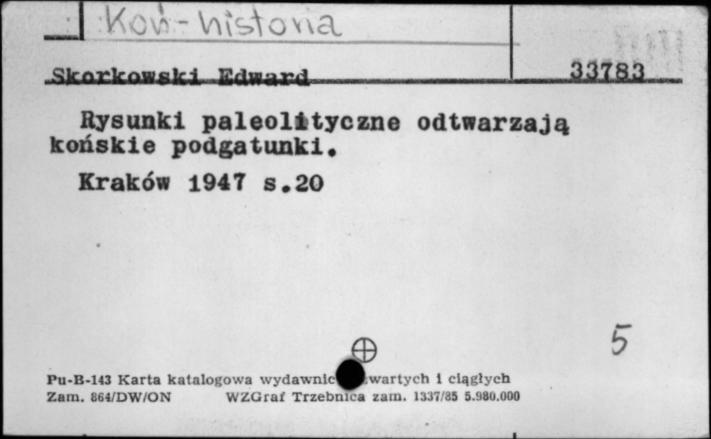 Koń-historia
Skorkowski Edward 33783
Rysunki paleolityczne odtwarzają
końskie podgatunki.
Kraków 1947 s.20
5
Pu-B-143 Karta katalogowa wydawnic wartych i ciągłych
Zam. 864/DW/ON WZGraf Trzebnica zam. 1337/85 5.980.000